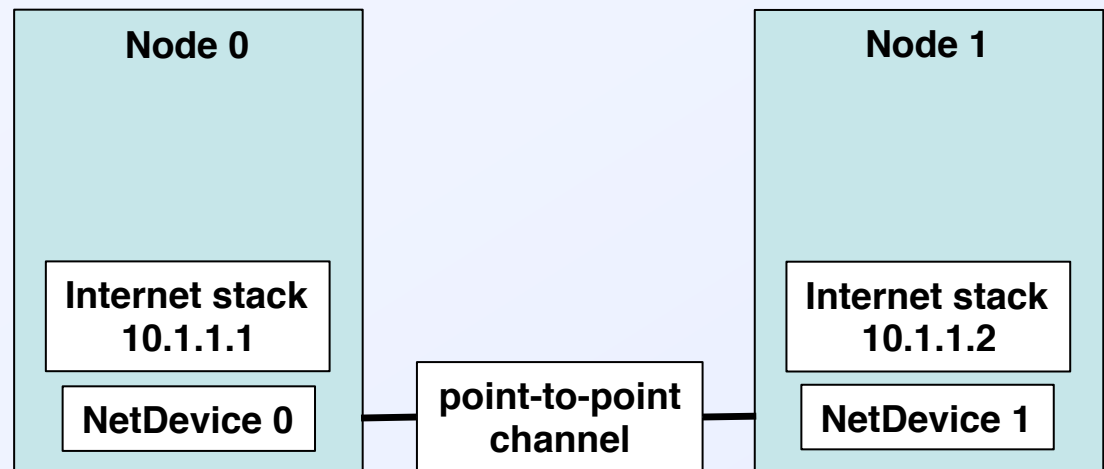 Node 0
Node 1
Internet stack
10.1.1.1
Internet stack
10.1.1.2
NetDevice 0
point-to-point
channel
NetDevice 1